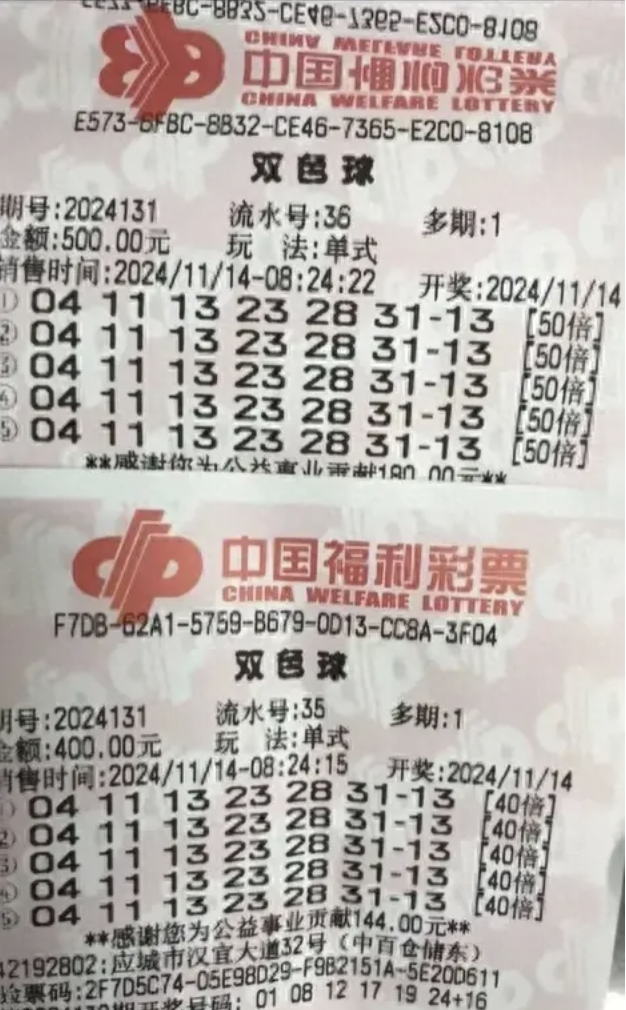 E573-6FBC-8B32-CE46-7365-E2C0-8108
中国福利彩票
CHINA WELFARE LOTTERY
E573-6FBC-8B32-CE46-7365-E2C0-8108
双色球
期号:2024131 流水号:36 多期:1
金额:500.00元 玩 法:单式
销售时间:2024/11/14-08:24:22 开奖:2024/11/14
① 04 11 13 23 28 31-13 [50倍]
② 04 11 13 23 28 31-13 [50倍]
③ 04 11 13 23 28 31-13 [50倍]
④ 04 11 13 23 28 31-13 [50倍]
⑤ 04 11 13 23 28 31-13 [50倍]
**感谢您为公益事业贡献180.00元**
中国福利彩票
CHINA WELFARE LOTTERY
F7DB-62A1-5759-B679-0D13-CC8A-3F04
双色球
期号:2024131 流水号:35 多期:1
金额:400.00元 玩 法:单式
销售时间:2024/11/14-08:24:15 开奖:2024/11/14
① 04 11 13 23 28 31-13 [40倍]
② 04 11 13 23 28 31-13 [40倍]
③ 04 11 13 23 28 31-13 [40倍]
④ 04 11 13 23 28 31-13 [40倍]
⑤ 04 11 13 23 28 31-13 [40倍]
**感谢您为公益事业贡献144.00元**
42192802:应城市汉宜大道32号(中百仓储东)
验票码:2F7D5C74-05E98D29-F9B2151A-5E20D611
期开奖号码: 01 08 12 17 19 24+16